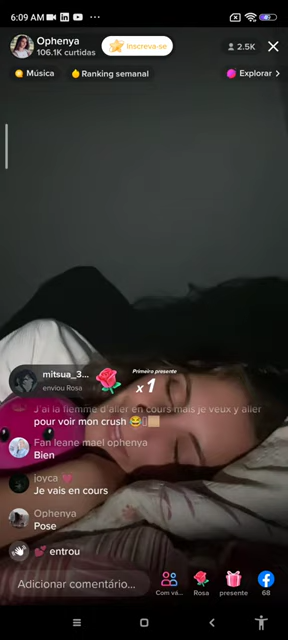 6:09 AM
Ophenya
106.1K curtidas
Inscreva-se
2.5K
Música
Ranking semanal
Explorar >
mitsua_3...
enviou Rosa
Primeiro presente
x1
J'ai la flemme d'aller en cours mais je veux y aller
pour voir mon crush 😂
Fan leane mael ophenya
Bien
joyca
Je vais en cours
Ophenya
Pose
entrou
Adicionar comentário...
Com vá...
Rosa
presente
68